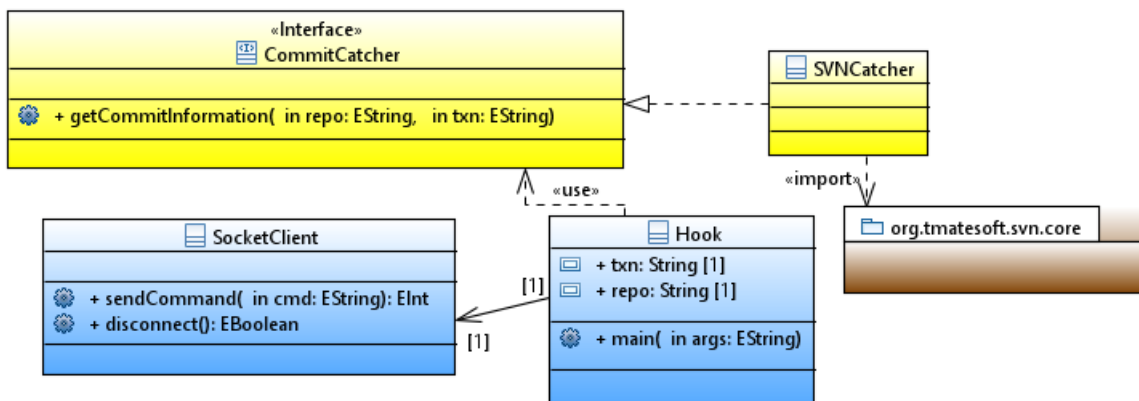 «Interface»
CommitCatcher
+ getCommitInformation( in repo: EString, in txn: EString)
SVNCatcher
«import»
org.tmatesoft.svn.core
«use»
SocketClient
+ sendCommand( in cmd: EString): EInt
+ disconnect(): EBoolean
[1]
[1]
Hook
+ txn: String [1]
+ repo: String [1]
+ main( in args: EString)